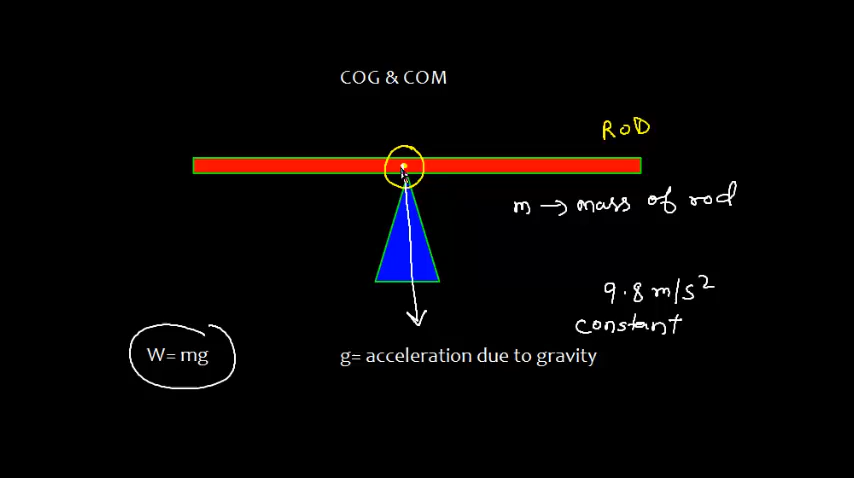 COG & COM
ROD
m → mass of rod
9.8 m/s²
constant
W= mg
g= acceleration due to gravity